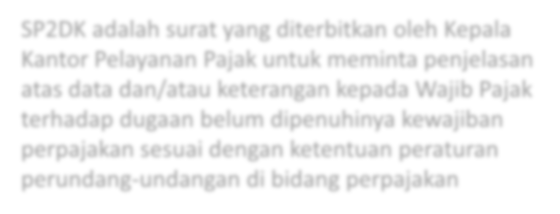 SP2DK adalah surat yang diterbitkan oleh Kepala
Kantor Pelayanan Pajak untuk meminta penjelasan
atas data dan/atau keterangan kepada Wajib Pajak
terhadap dugaan belum dipenuhinya kewajiban
perpajakan sesuai dengan ketentuan peraturan
perundang-undangan di bidang perpajakan